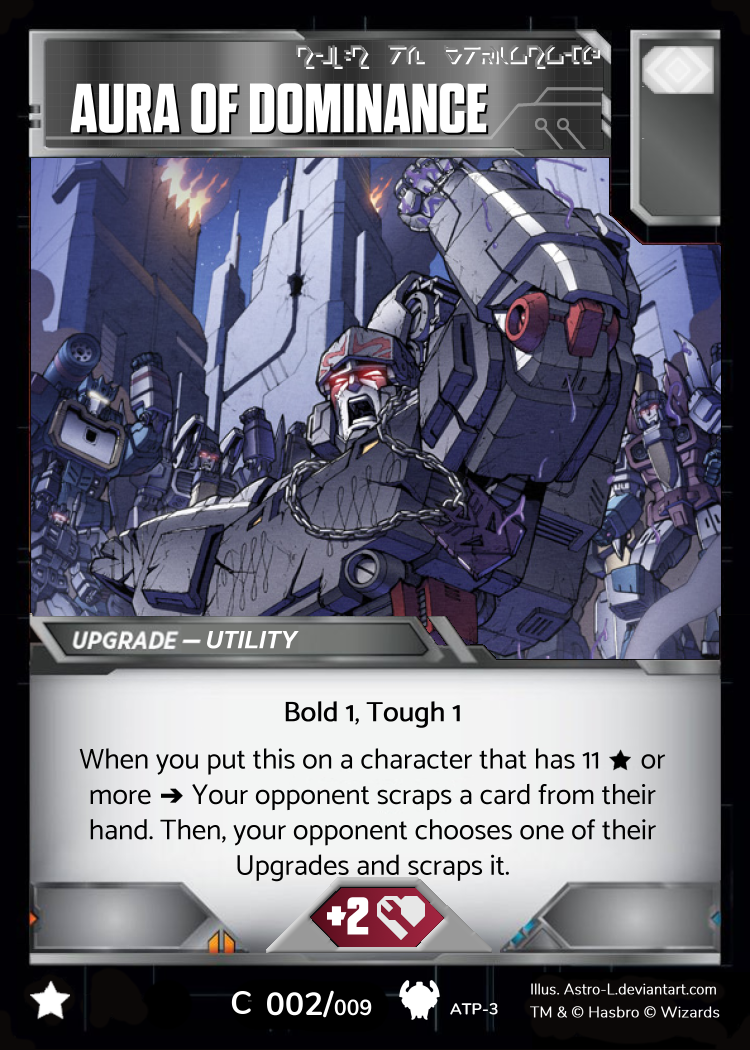 AURA OF DOMINANCE
UPGRADE — UTILITY
Bold 1, Tough 1
When you put this on a character that has 11 ★ or
more ➔ Your opponent scraps a card from their
hand. Then, your opponent chooses one of their
Upgrades and scraps it.
+2
C 002/009 ATP-3
Illus. Astro-L.deviantart.com
TM & © Hasbro © Wizards